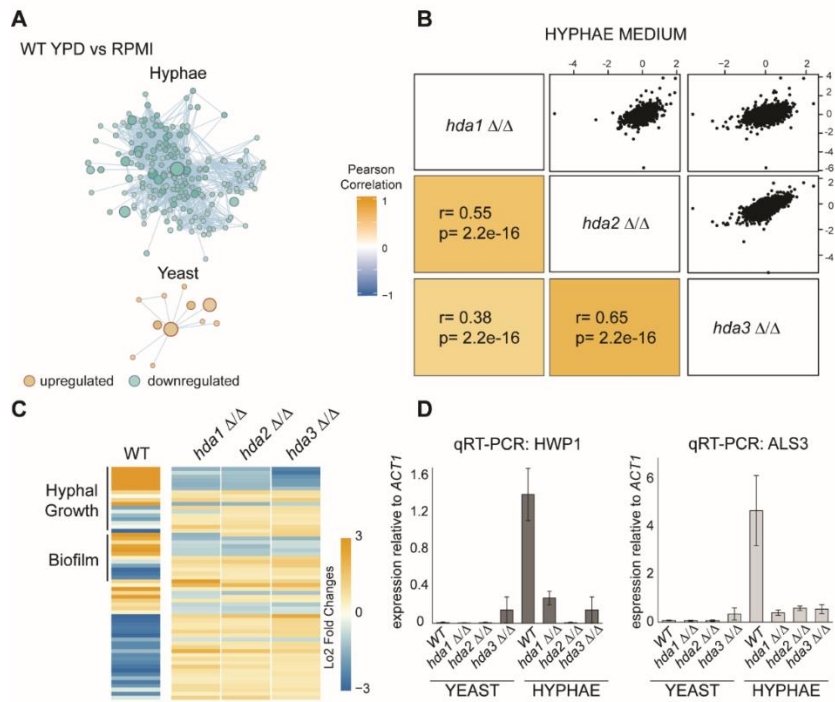 A
WT YPD vs RPMI
Hyphae
Yeast
upregulated
downregulated
Pearson
Correlation
1
0
−1
B
HYPHAE MEDIUM
−4
−2
0
2
−2
0
2
hda1 Δ/Δ
4
2
0
−2
−4
−6
r= 0.55
p= 2.2e-16
hda2 Δ/Δ
2
0
−2
−4
r= 0.38
p= 2.2e-16
r= 0.65
p= 2.2e-16
hda3 Δ/Δ
C
WT
hda1 Δ/Δ
hda2 Δ/Δ
hda3 Δ/Δ
Hyphal
Growth
Biofilm
3
0
−3
Lo2 Fold Changes
D
qRT-PCR: HWP1
expression relative to ACT1
1.6
1.2
0.8
0.4
0
WT
hda1 Δ/Δ
hda2 Δ/Δ
hda3 Δ/Δ
WT
hda1 Δ/Δ
hda2 Δ/Δ
hda3 Δ/Δ
YEAST
HYPHAE
qRT-PCR: ALS3
espression relative to ACT1
6
4
2
0
WT
hda1 Δ/Δ
hda2 Δ/Δ
hda3 Δ/Δ
WT
hda1 Δ/Δ
hda2 Δ/Δ
hda3 Δ/Δ
YEAST
HYPHAE